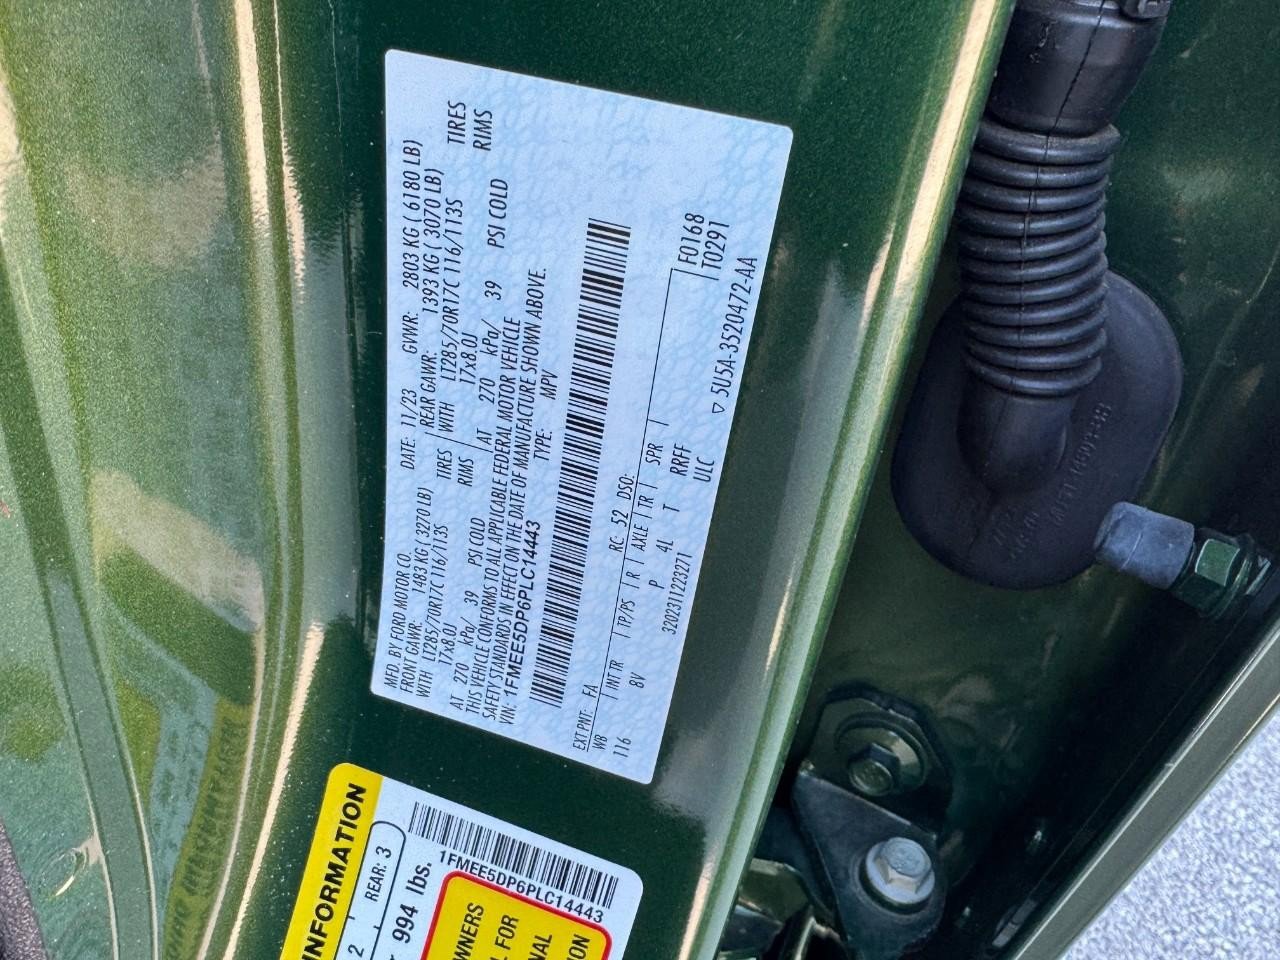 MFD. BY FORD MOTOR CO.
DATE: 11/23 GVWR: 2803 KG ( 6180 LB)
FRONT GAWR: 1483 KG ( 3270 LB)
REAR GAWR: 1393 KG ( 3070 LB)
WITH LT285/70R17C 116/113S TIRES
WITH LT285/70R17C 116/113S TIRES
17x8.0J RIMS
17x8.0J RIMS
AT 270 kPa/ 39 PSI COLD
AT 270 kPa/ 39 PSI COLD
THIS VEHICLE CONFORMS TO ALL APPLICABLE FEDERAL MOTOR VEHICLE
SAFETY STANDARDS IN EFFECT ON THE DATE OF MANUFACTURE SHOWN ABOVE.
VIN: 1FMEE5DP6PLC14443 TYPE: MPV
EXT PNT: FA RC: 52 DSO: F0168
WB INT TR TP/PS R AXLE TR SPR T0291
116 8V P 4L T RRFF
3202311223271 ULC
▽ 5U5A-3520472-AA
INFORMATION
2 REAR: 3
994 lbs.
1FMEE5DP6PLC14443